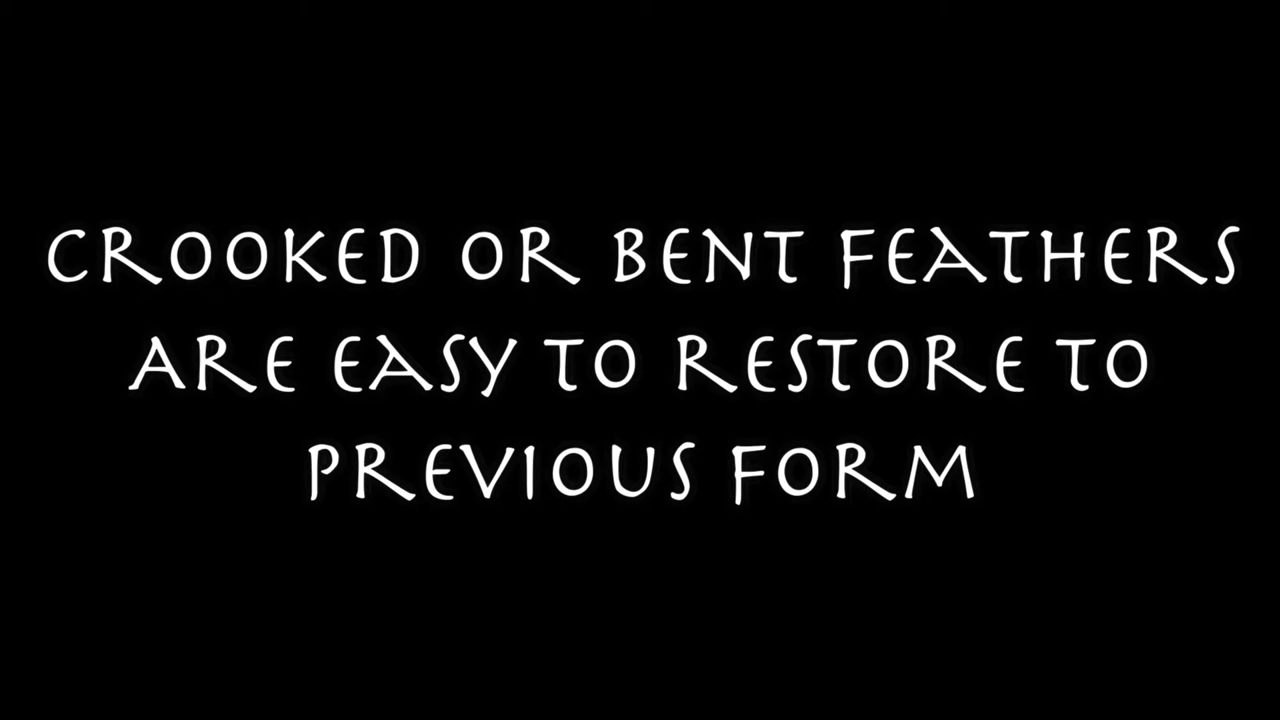 CROOKED OR BENT FEATHERS
ARE EASY TO RESTORE TO
PREVIOUS FORM